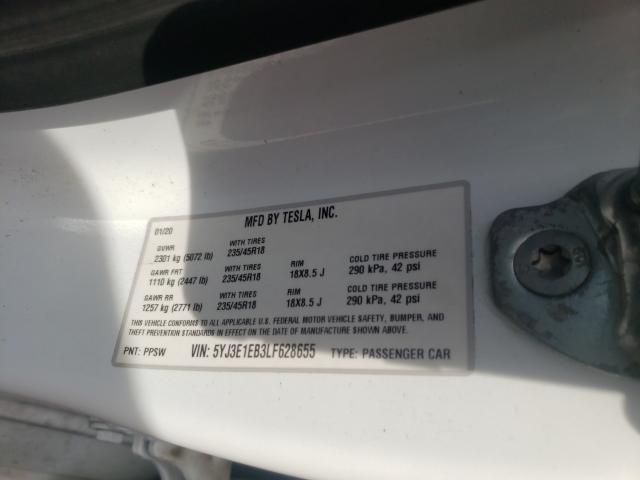 MFD BY TESLA, INC.
01/20
GVWR WITH TIRES
2301 kg (5072 lb) 235/45R18
GAWR FRT WITH TIRES RIM COLD TIRE PRESSURE
1110 kg (2447 lb) 235/45R18 18X8.5 J 290 kPa, 42 psi
GAWR RR WITH TIRES RIM COLD TIRE PRESSURE
1257 kg (2771 lb) 235/45R18 18X8.5 J 290 kPa, 42 psi
THIS VEHICLE CONFORMS TO ALL APPLICABLE U.S. FEDERAL MOTOR VEHICLE SAFETY, BUMPER, AND
THEFT PREVENTION STANDARDS IN EFFECT ON THE DATE OF MANUFACTURE SHOWN ABOVE.
PNT: PPSW VIN: 5YJ3E1EB3LF628655 TYPE: PASSENGER CAR